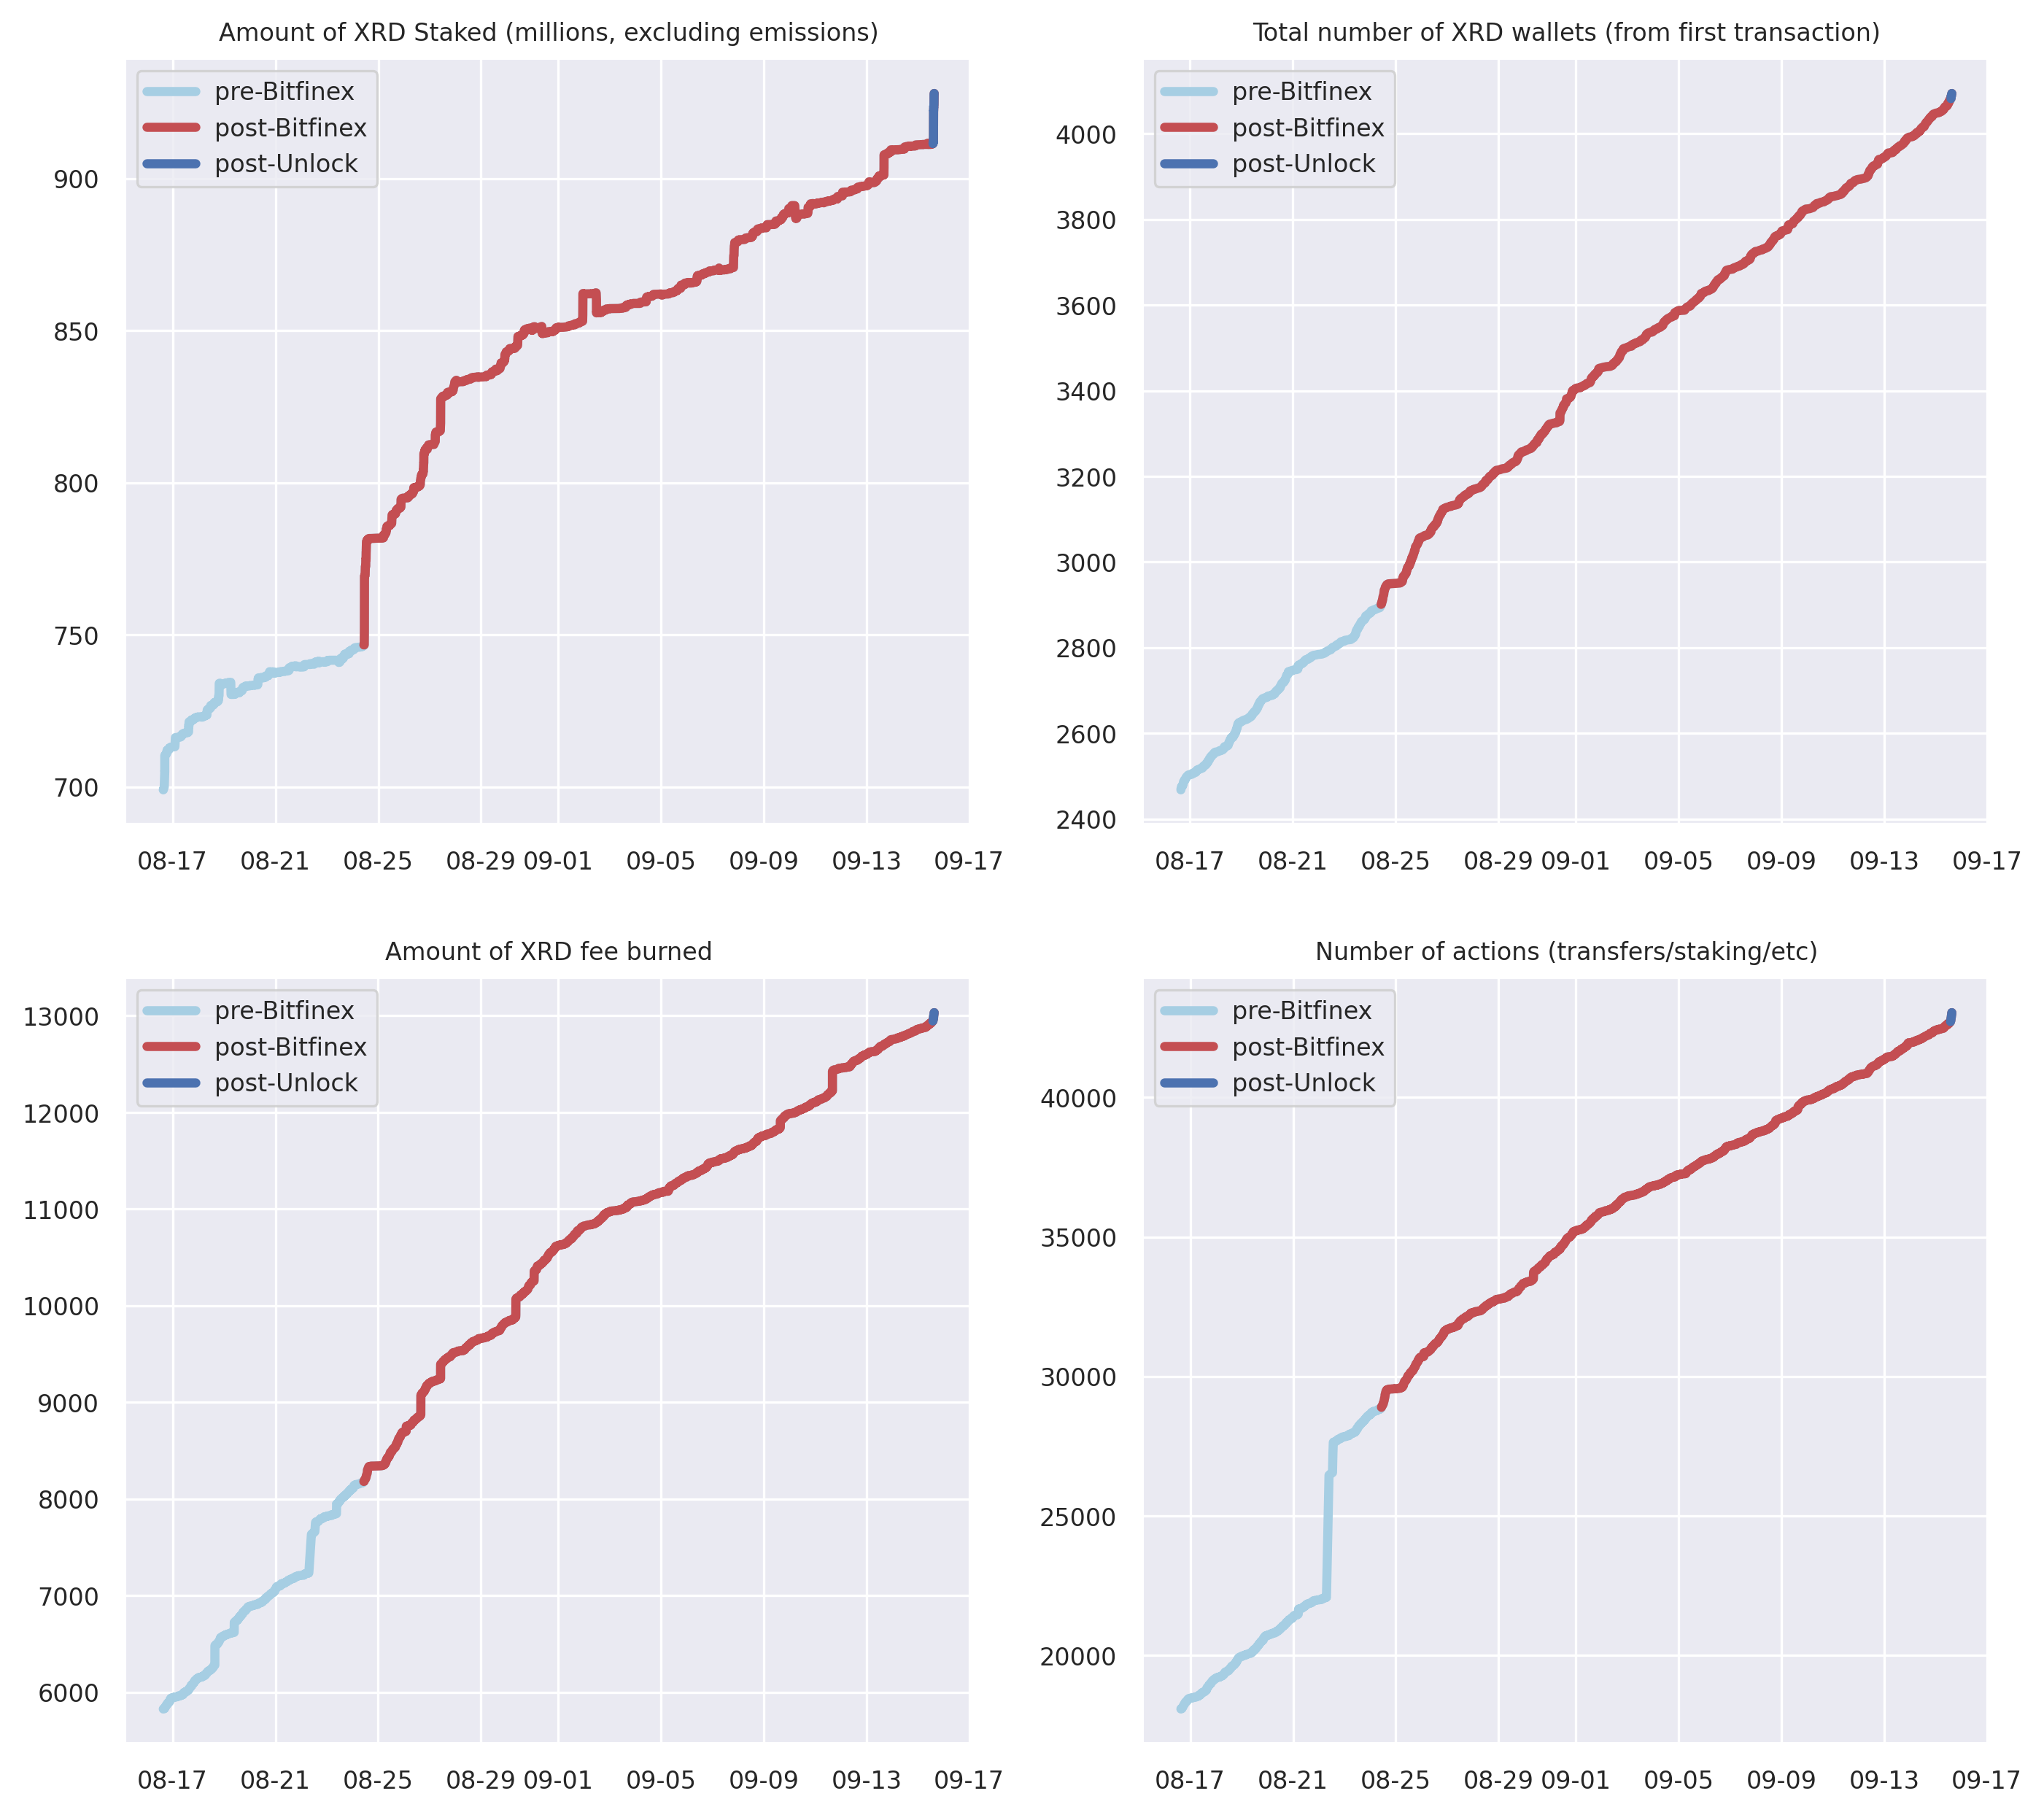 Amount of XRD Staked (millions, excluding emissions)
pre-Bitfinex
post-Bitfinex
post-Unlock
900
850
800
750
700
08-17 08-21 08-25 08-29 09-01 09-05 09-09 09-13 09-17
Total number of XRD wallets (from first transaction)
pre-Bitfinex
post-Bitfinex
post-Unlock
4000
3800
3600
3400
3200
3000
2800
2600
2400
08-17 08-21 08-25 08-29 09-01 09-05 09-09 09-13 09-17
Amount of XRD fee burned
pre-Bitfinex
post-Bitfinex
post-Unlock
13000
12000
11000
10000
9000
8000
7000
6000
08-17 08-21 08-25 08-29 09-01 09-05 09-09 09-13 09-17
Number of actions (transfers/staking/etc)
pre-Bitfinex
post-Bitfinex
post-Unlock
40000
35000
30000
25000
20000
08-17 08-21 08-25 08-29 09-01 09-05 09-09 09-13 09-17